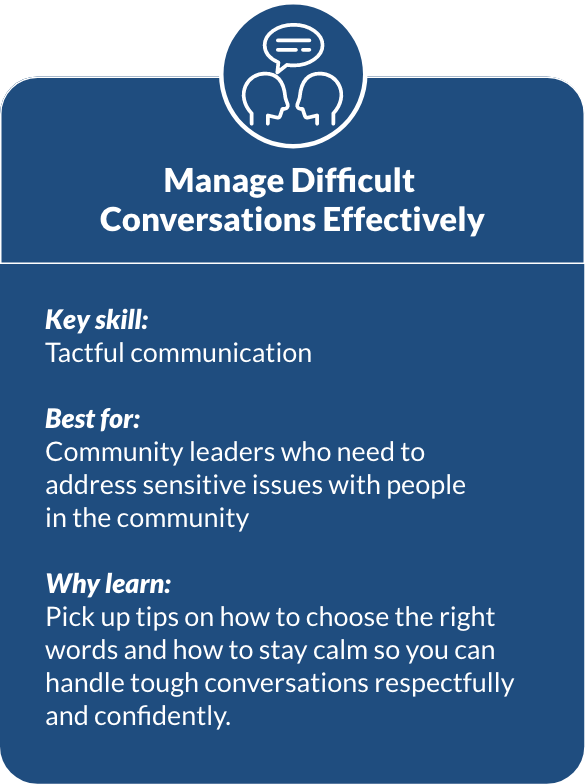 Manage Difficult
Conversations Effectively
Key skill:
Tactful communication
Best for:
Community leaders who need to
address sensitive issues with people
in the community
Why learn:
Pick up tips on how to choose the right
words and how to stay calm so you can
handle tough conversations respectfully
and confidently.